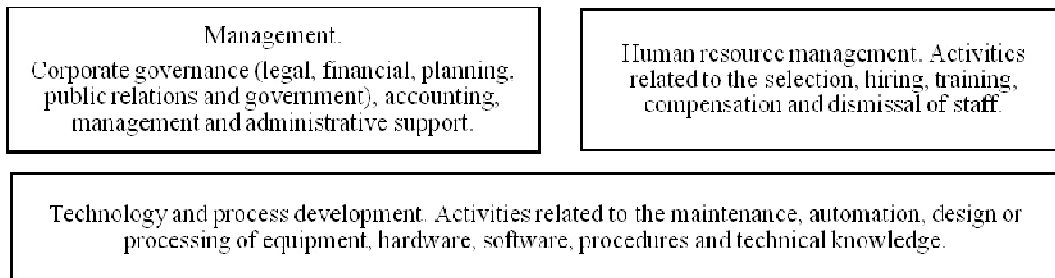 Management.
Corporate governance (legal, financial, planning,
public relations and government), accounting,
management and administrative support.
Human resource management. Activities
related to the selection, hiring, training,
compensation and dismissal of staff.
Technology and process development. Activities related to the maintenance, automation, design or
processing of equipment, hardware, software, procedures and technical knowledge.